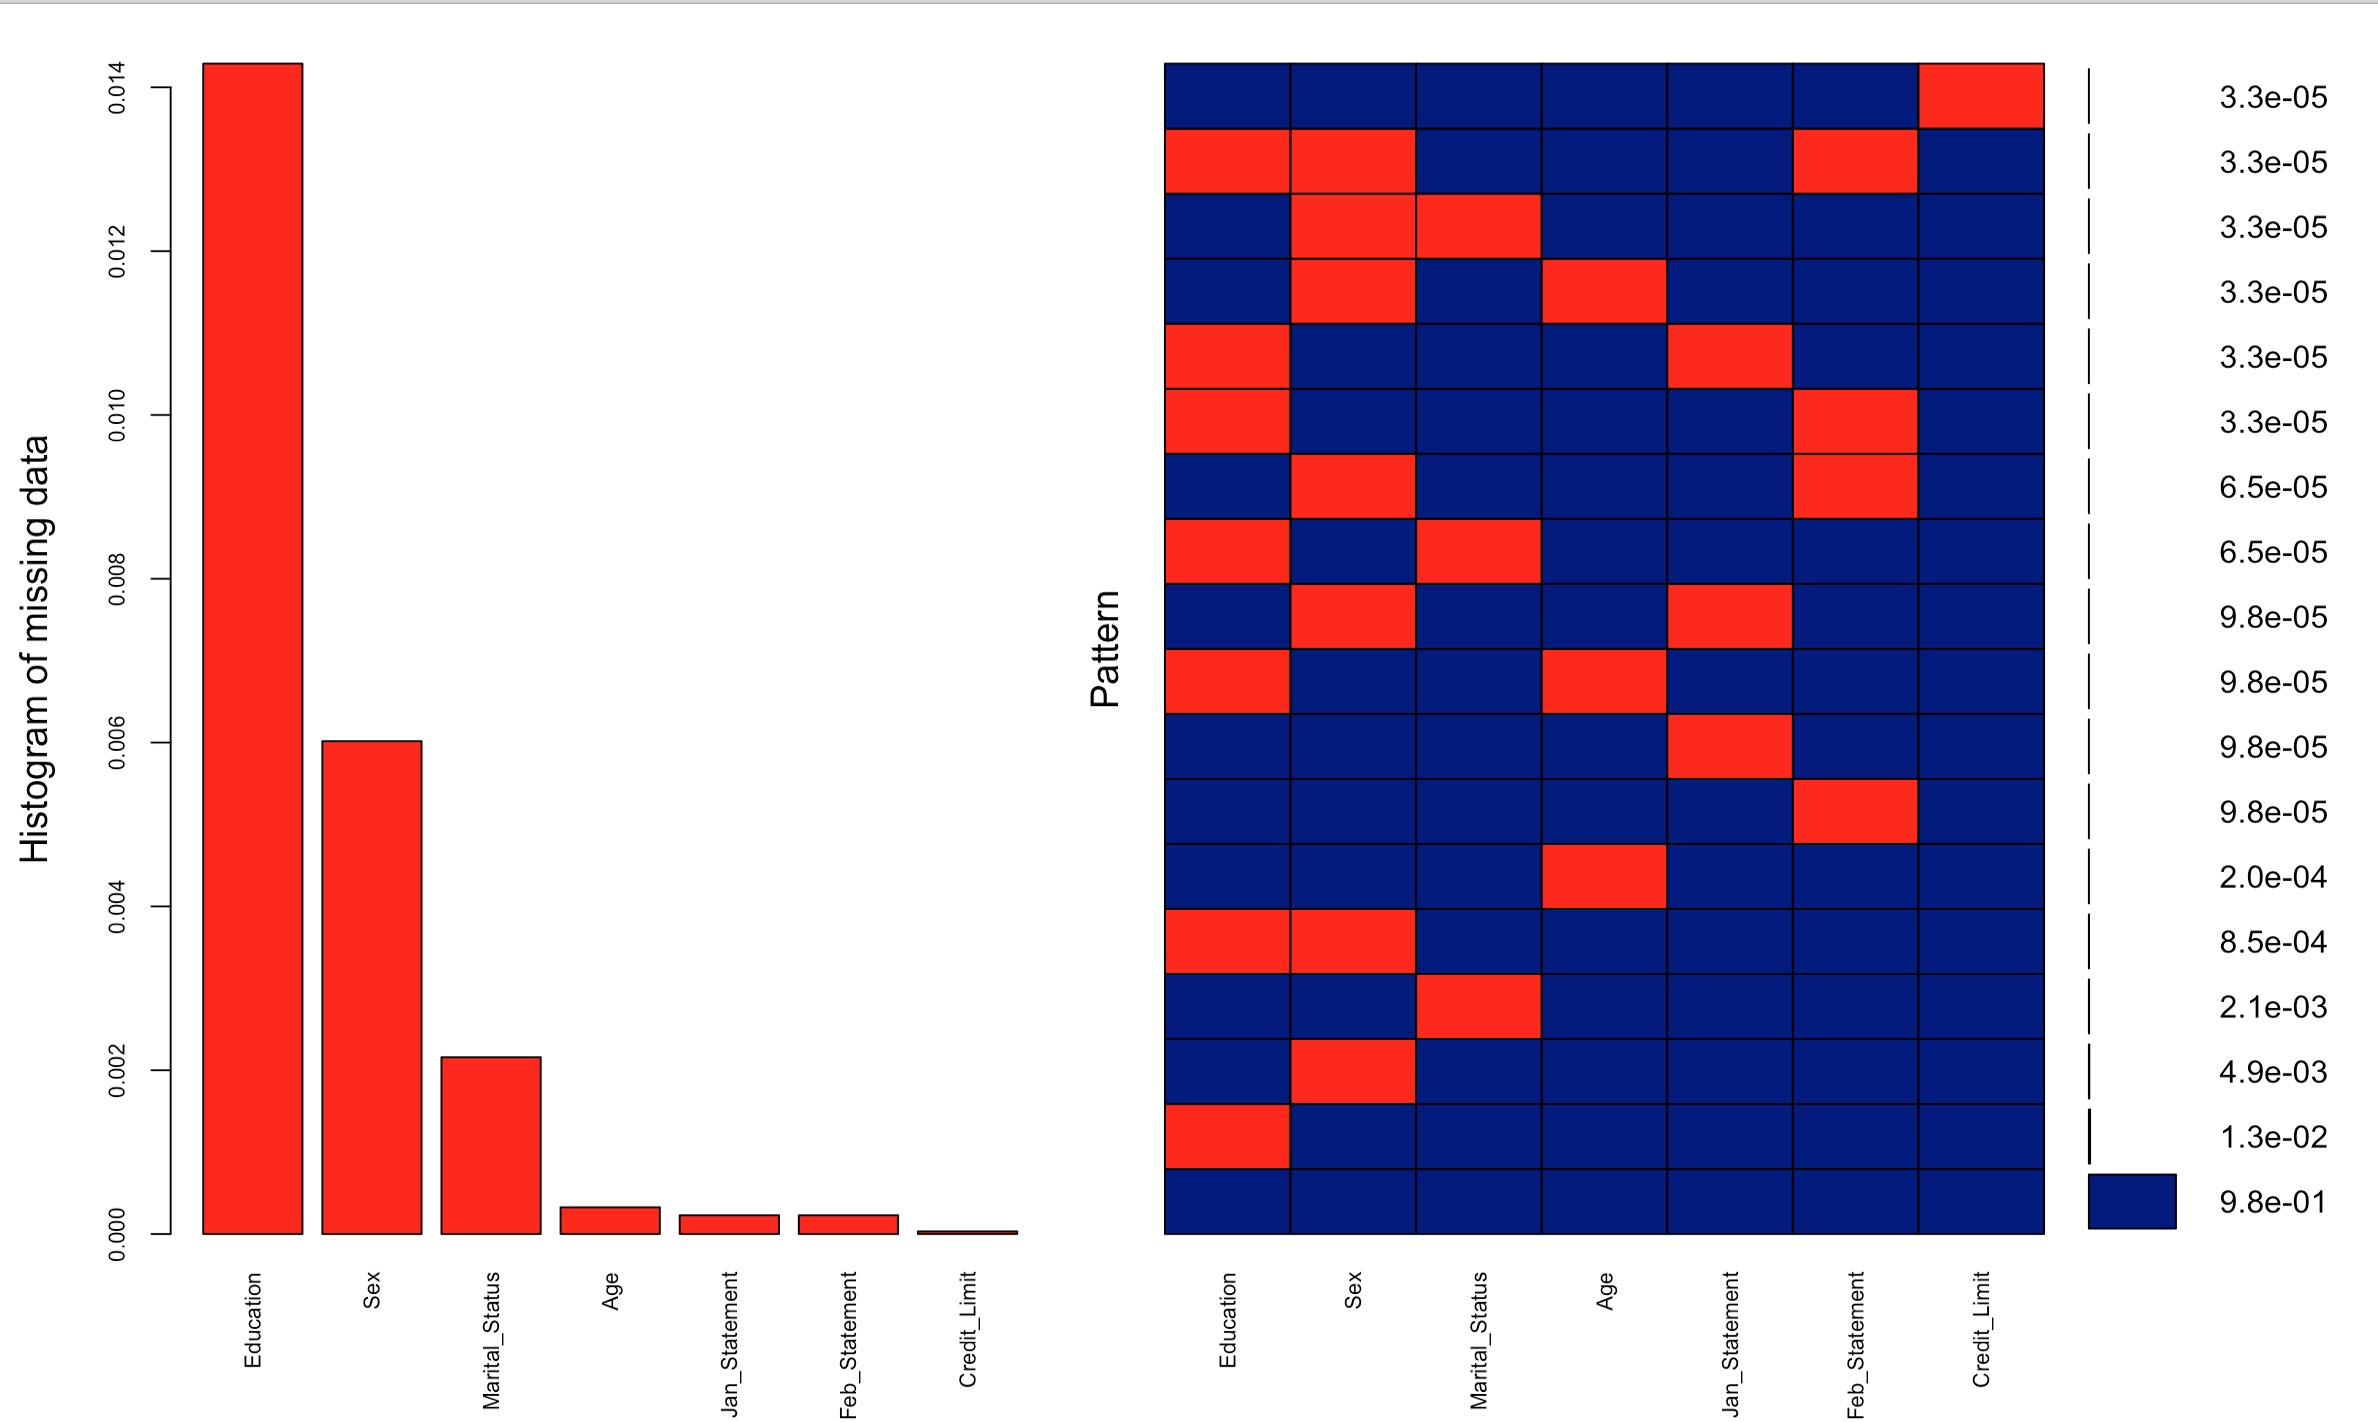 Histogram of missing data
0.014
0.012
0.010
0.008
0.006
0.004
0.002
0.000
Education
Sex
Marital_Status
Age
Jan_Statement
Feb_Statement
Credit_Limit
Pattern
3.3e-05
3.3e-05
3.3e-05
3.3e-05
3.3e-05
3.3e-05
6.5e-05
6.5e-05
9.8e-05
9.8e-05
9.8e-05
9.8e-05
2.0e-04
8.5e-04
2.1e-03
4.9e-03
1.3e-02
9.8e-01
Education
Sex
Marital_Status
Age
Jan_Statement
Feb_Statement
Credit_Limit